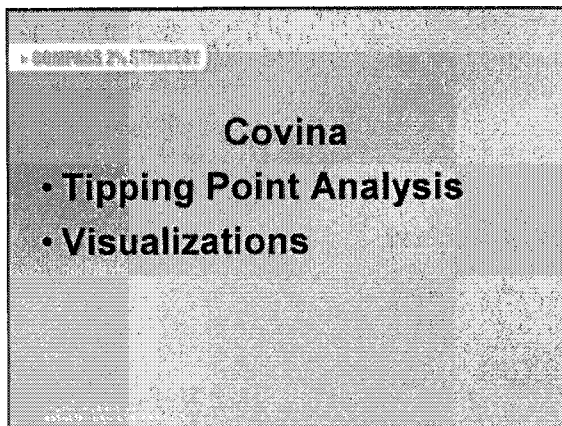 ▸ COMPASS 2% STRATEGY
Covina
• Tipping Point Analysis
• Visualizations